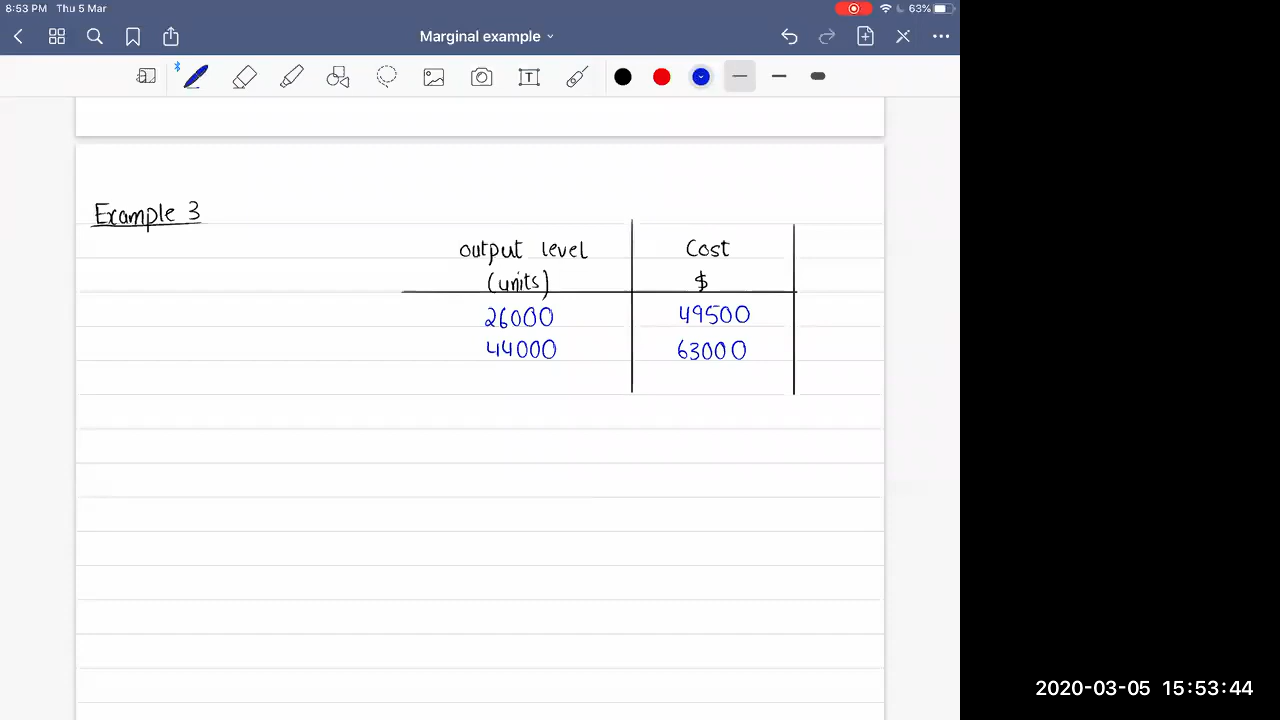 8:53 PM Thu 5 Mar 63%
Marginal example
T
Example 3
output level Cost
(units) $
26000 49500
44000 63000
2020-03-05 15:53:44